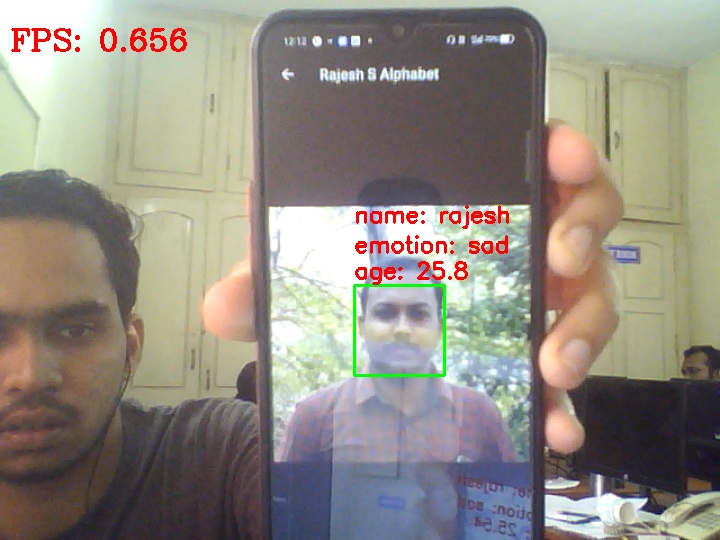 FPS: 0.656
12:12
Rajesh S Alphabet
name: rajesh
emotion: sad
age: 25.8